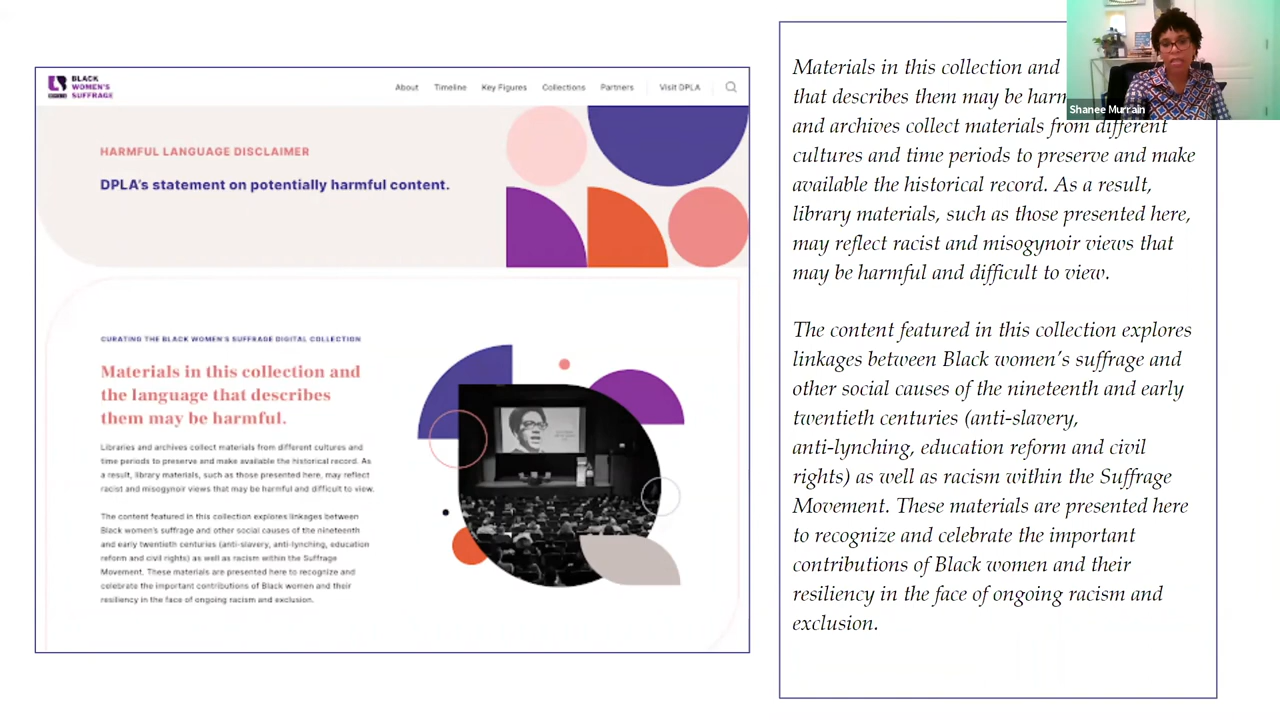 BLACK
WOMEN'S
SUFFRAGE
About Timeline Key Figures Collections Partners Visit DPLA
HARMFUL LANGUAGE DISCLAIMER
DPLA's statement on potentially harmful content.
CURATING THE BLACK WOMEN'S SUFFRAGE DIGITAL COLLECTION
Materials in this collection and
the language that describes
them may be harmful.
Libraries and archives collect materials from different cultures and
time periods to preserve and make available the historical record. As
a result, library materials, such as those presented here, may reflect
racist and misogynoir views that may be harmful and difficult to view.
The content featured in this collection explores linkages between
Black women's suffrage and other social causes of the nineteenth
and early twentieth centuries (anti-slavery, anti-lynching, education
reform and civil rights) as well as racism within the Suffrage
Movement. These materials are presented here to recognize and
celebrate the important contributions of Black women and their
resiliency in the face of ongoing racism and exclusion.
Materials in this collection and
that describes them may be harm
and archives collect materials from different
cultures and time periods to preserve and make
available the historical record. As a result,
library materials, such as those presented here,
may reflect racist and misogynoir views that
may be harmful and difficult to view.
The content featured in this collection explores
linkages between Black women's suffrage and
other social causes of the nineteenth and early
twentieth centuries (anti-slavery,
anti-lynching, education reform and civil
rights) as well as racism within the Suffrage
Movement. These materials are presented here
to recognize and celebrate the important
contributions of Black women and their
resiliency in the face of ongoing racism and
exclusion.
Shanee Murrain